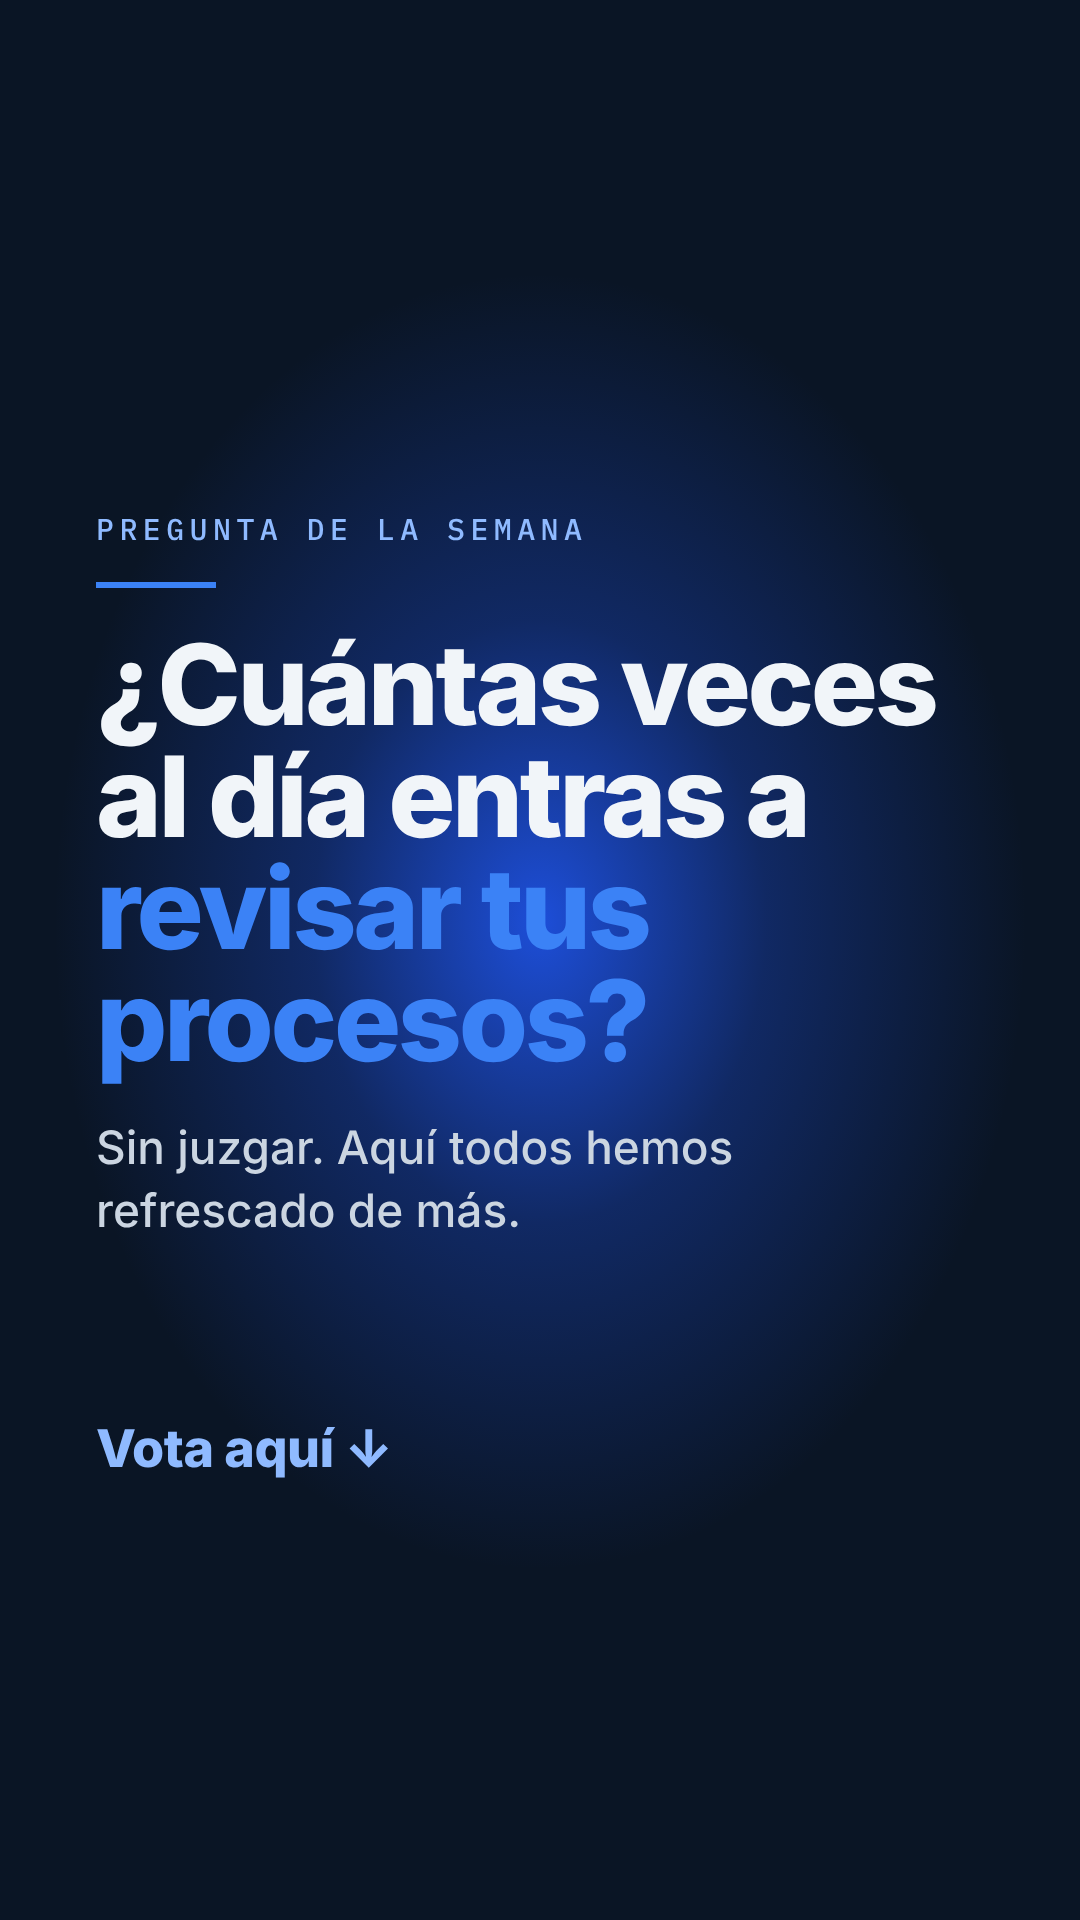 PREGUNTA DE LA SEMANA
¿Cuántas veces
al día entras a
revisar tus
procesos?
Sin juzgar. Aquí todos hemos
refrescado de más.
Vota aquí ↓